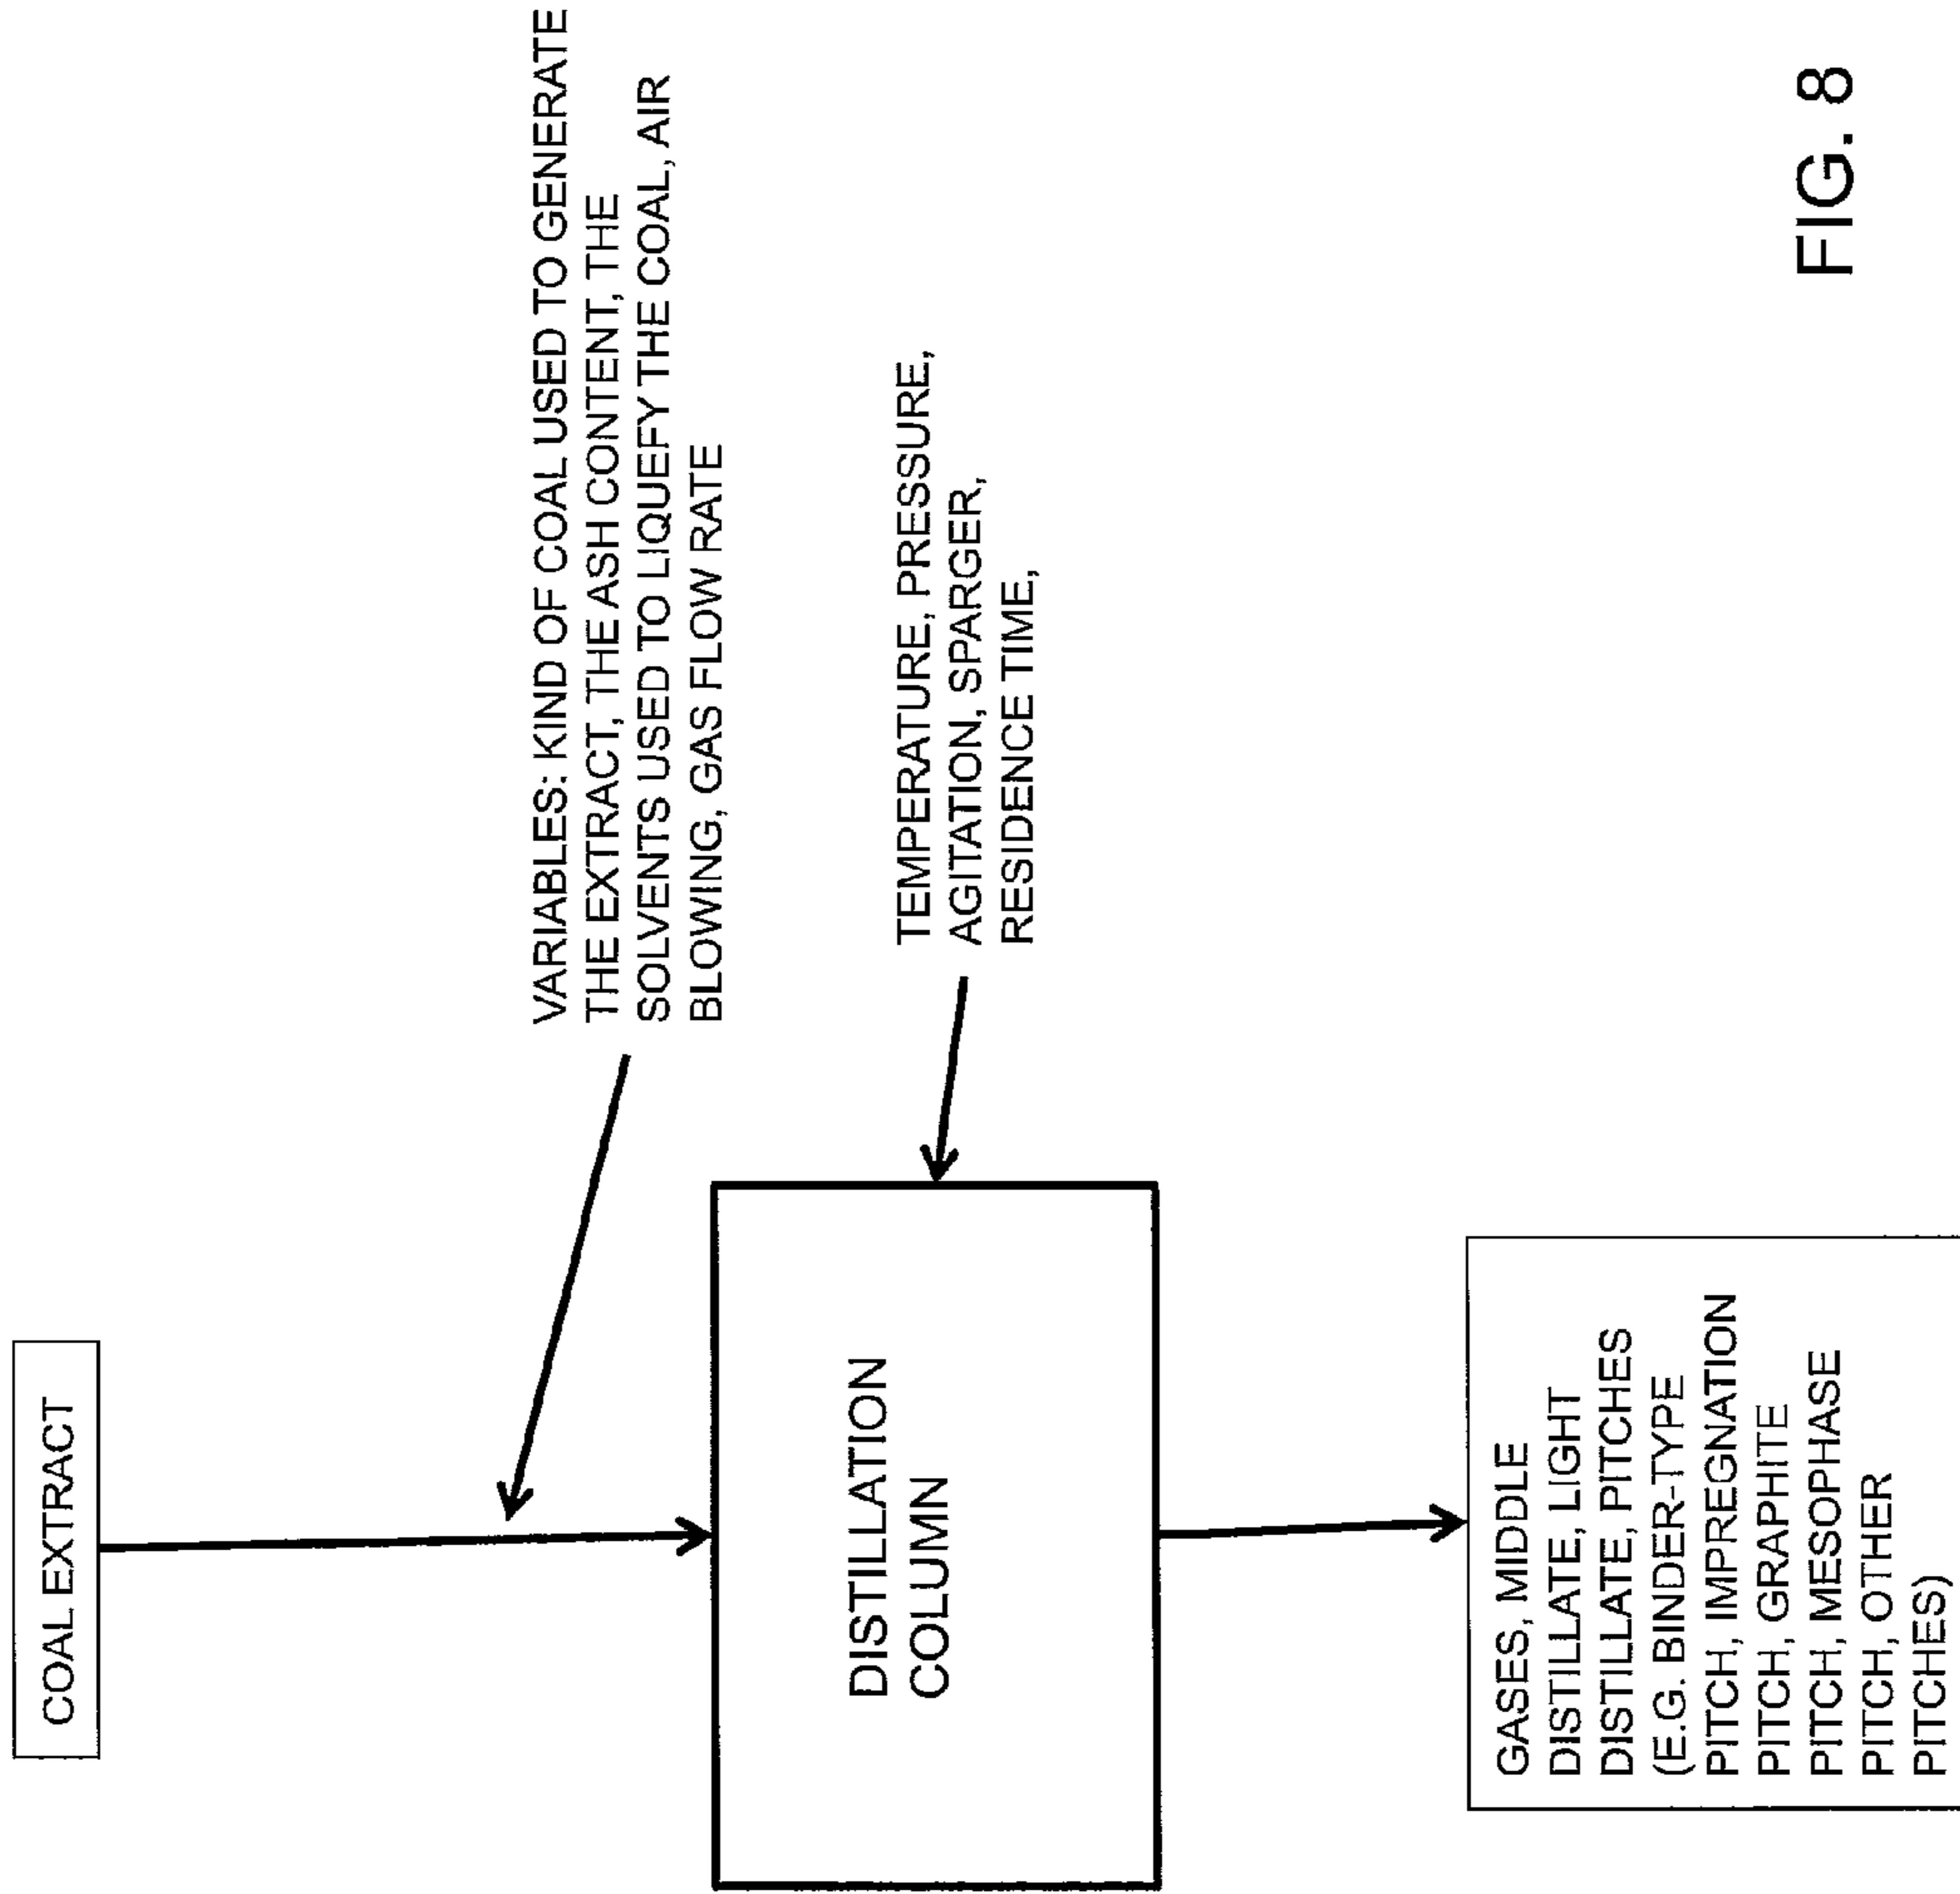 COAL EXTRACT
VARIABLES: KIND OF COAL USED TO GENERATE
THE EXTRACT, THE ASH CONTENT, THE
SOLVENTS USED TO LIQUEFY THE COAL, AIR
BLOWING, GAS FLOW RATE
DISTILLATION
COLUMN
TEMPERATURE, PRESSURE,
AGITATION, SPARGER,
RESIDENCE TIME,
GASES, MIDDLE
DISTILLATE, LIGHT
DISTILLATE, PITCHES
(E.G. BINDER-TYPE
PITCH, IMPREGNATION
PITCH, GRAPHITE
PITCH, MESOPHASE
PITCH, OTHER
PITCHES)
FIG. 8